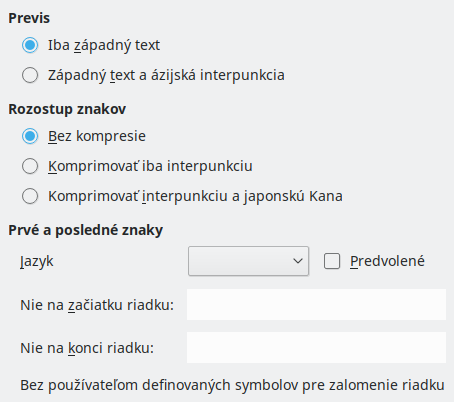 Previs
Iba západný text
Západný text a ázijská interpunkcia
Rozostup znakov
Bez kompresie
Komprimovať iba interpunkciu
Komprimovať interpunkciu a japonskú Kana
Prvé a posledné znaky
Jazyk Predvolené
Nie na začiatku riadku:
Nie na konci riadku:
Bez používateľom definovaných symbolov pre zalomenie riadku